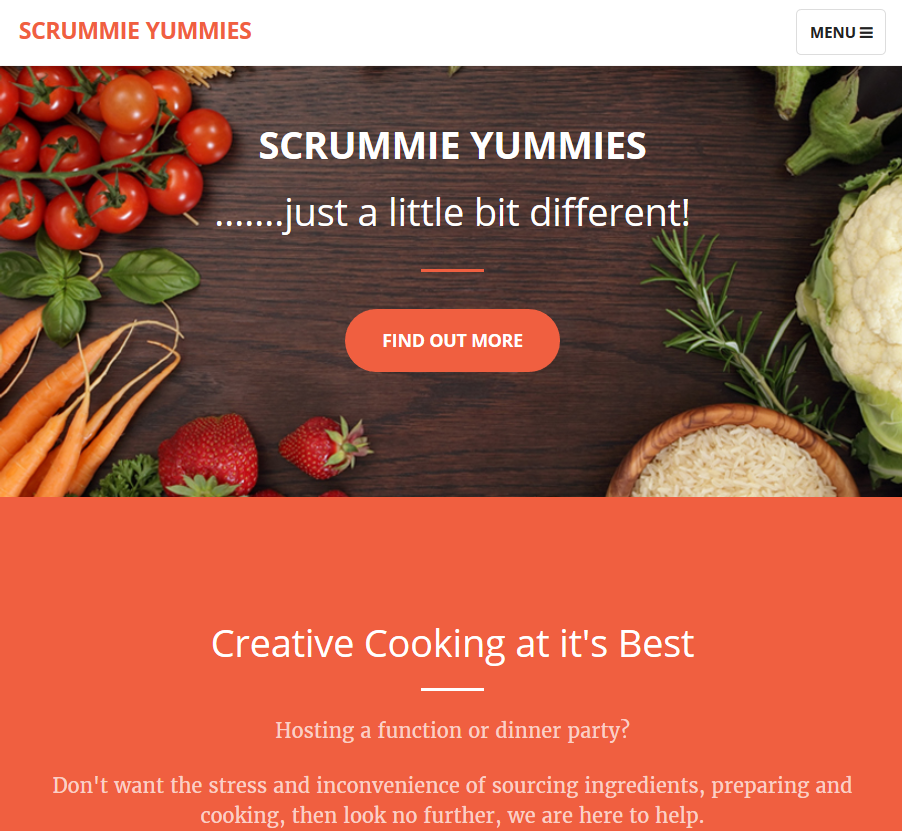 SCRUMMIE YUMMIES
MENU
SCRUMMIE YUMMIES
.......just a little bit different!
FIND OUT MORE
Creative Cooking at it's Best
Hosting a function or dinner party?
Don't want the stress and inconvenience of sourcing ingredients, preparing and
cooking, then look no further, we are here to help.